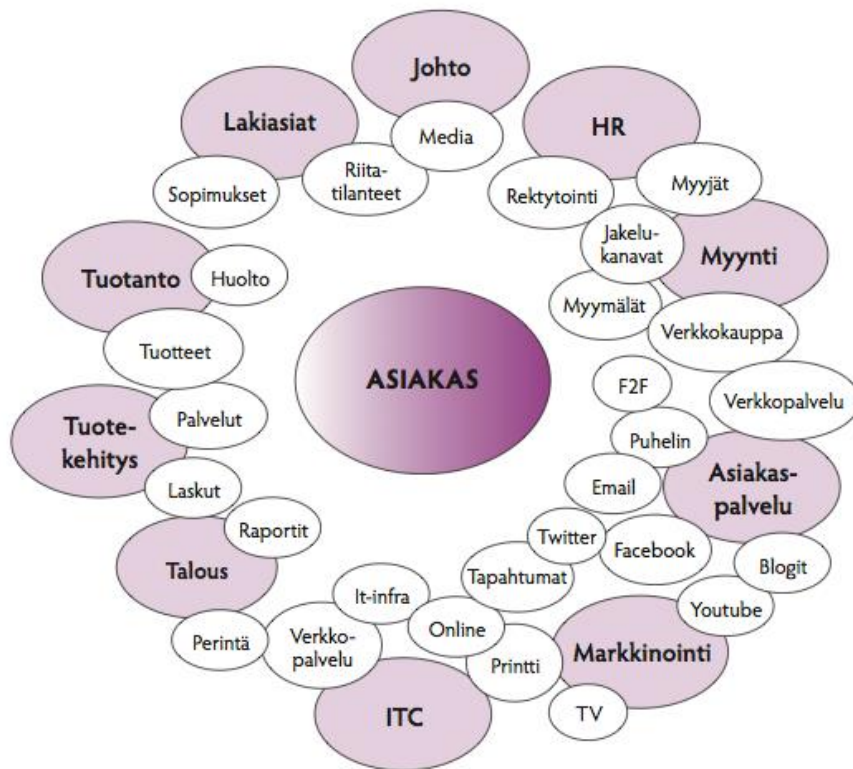 Johto
Media
Lakiasiat
Riita-
tilanteet
Sopimukset
HR
Rektytointi
Myyjät
Jakelu-
kanavat
Myynti
Myymälät
Verkkokauppa
Tuotanto
Huolto
Tuotteet
ASIAKAS
F2F
Verkkopalvelu
Puhelin
Asiakas-
palvelu
Email
Tuote-
kehitys
Palvelut
Laskut
Raportit
Talous
Perintä
Twitter
Facebook
Blogit
Youtube
Tapahtumat
It-infra
Online
Verkko-
palvelu
Printti
Markkinointi
TV
ITC